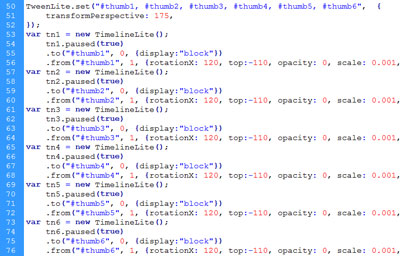 50 TweenLite.set("#thumb1, #thumb2, #thumb3, #thumb4, #thumb5, #thumb6", {
51 transformPerspective: 175,
52 });
53 var tn1 = new TimelineLite();
54 tn1.paused(true)
55 .to("#thumb1", 0, {display:"block"})
56 .from("#thumb1", 1, {rotationX: 120, top:-110, opacity: 0, scale: 0.001,
57 var tn2 = new TimelineLite();
58 tn2.paused(true)
59 .to("#thumb2", 0, {display:"block"})
60 .from("#thumb2", 1, {rotationX: 120, top:-110, opacity: 0, scale: 0.001,
61 var tn3 = new TimelineLite();
62 tn3.paused(true)
63 .to("#thumb3", 0, {display:"block"})
64 .from("#thumb3", 1, {rotationX: 120, top:-110, opacity: 0, scale: 0.001,
65 var tn4 = new TimelineLite();
66 tn4.paused(true)
67 .to("#thumb4", 0, {display:"block"})
68 .from("#thumb4", 1, {rotationX: 120, top:-110, opacity: 0, scale: 0.001,
69 var tn5 = new TimelineLite();
70 tn5.paused(true)
71 .to("#thumb5", 0, {display:"block"})
72 .from("#thumb5", 1, {rotationX: 120, top:-110, opacity: 0, scale: 0.001,
73 var tn6 = new TimelineLite();
74 tn6.paused(true)
75 .to("#thumb6", 0, {display:"block"})
76 .from("#thumb6", 1, {rotationX: 120, top:-110, opacity: 0, scale: 0.001,